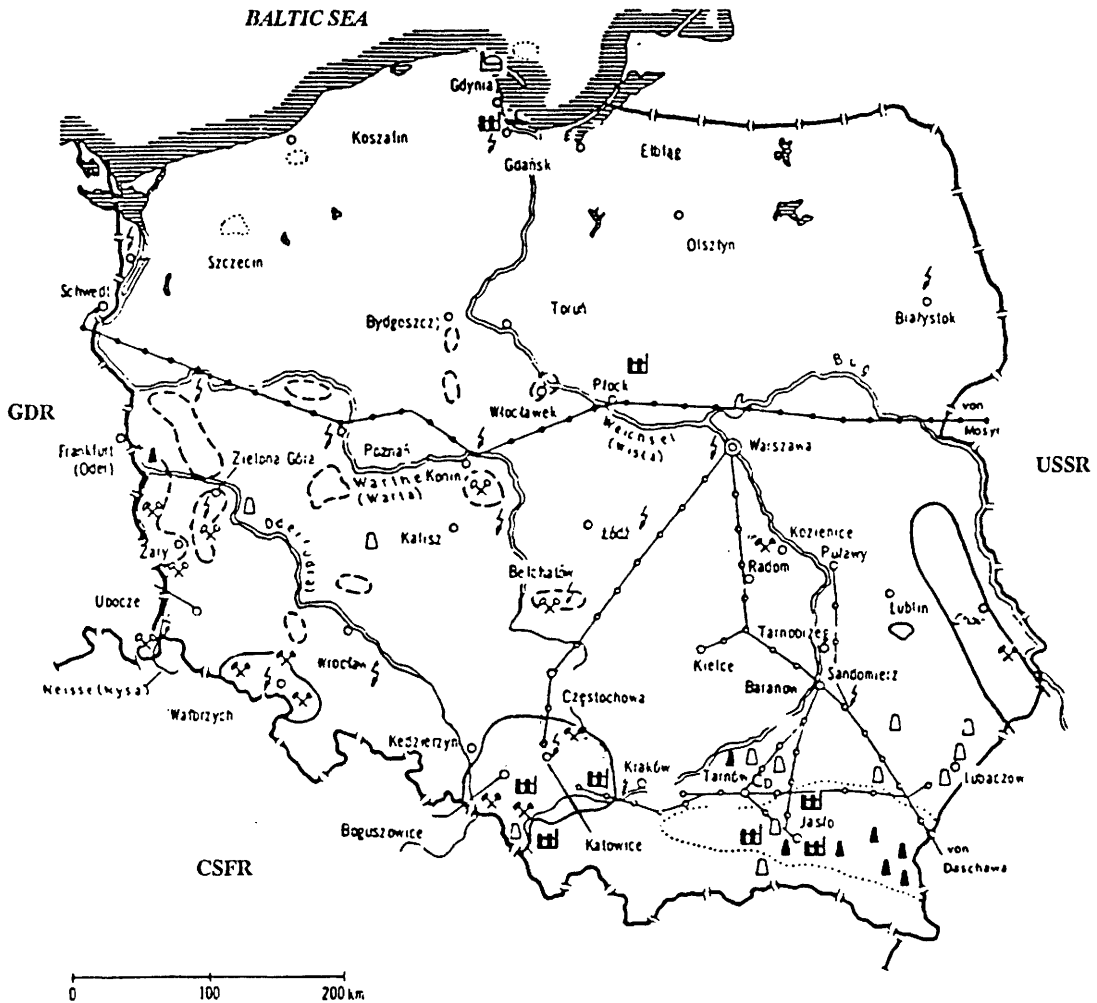 BALTIC SEA
Gdynia
Koszalin
Elbląg
Gdańsk
Olsztyn
Szczecin
Schwedt
Toruń
Bydgoszcz
Białystok
Bug
Płock
GDR
Włocławek
von
Mosyr
Weichsel
(Wisła)
Frankfurt
(Oder)
Poznań
Warszawa
Zielona Góra
Konin
USSR
Warthe
(Warta)
Oder
Kalisz
Łódź
Kozienice
Puławy
Żary
Radom
Bełchatów
Ubocze
Lublin
Tarnobrzeg
Wrocław
Kielce
Sandomierz
Neisse (Nysa)
Baranów
Wałbrzych
Częstochowa
Kędzierzyn
Kraków
Tarnów
D
Lubaczów
Boguszowice
Jasło
Katowice
CSFR
von
Daschawa
0 100 200 km